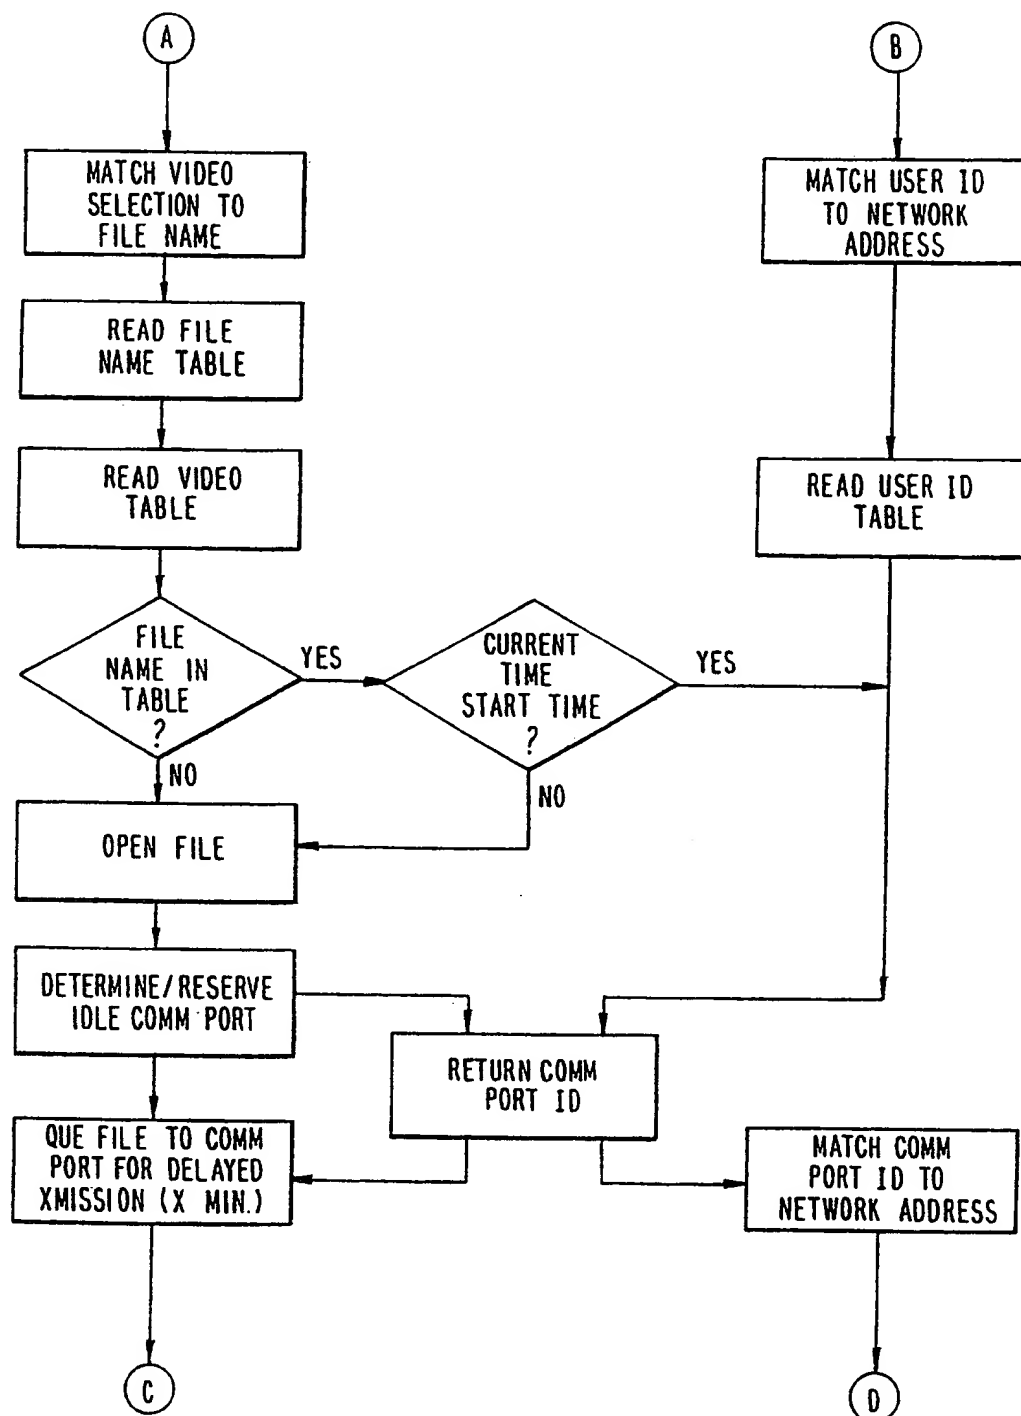 A
B
MATCH VIDEO
SELECTION TO
FILE NAME
MATCH USER ID
TO NETWORK
ADDRESS
READ FILE
NAME TABLE
READ VIDEO
TABLE
READ USER ID
TABLE
FILE
NAME IN
TABLE
?
YES
CURRENT
TIME
START TIME
?
YES
NO
NO
OPEN FILE
DETERMINE/RESERVE
IDLE COMM PORT
RETURN COMM
PORT ID
QUE FILE TO COMM
PORT FOR DELAYED
XMISSION (X MIN.)
MATCH COMM
PORT ID TO
NETWORK ADDRESS
C
D